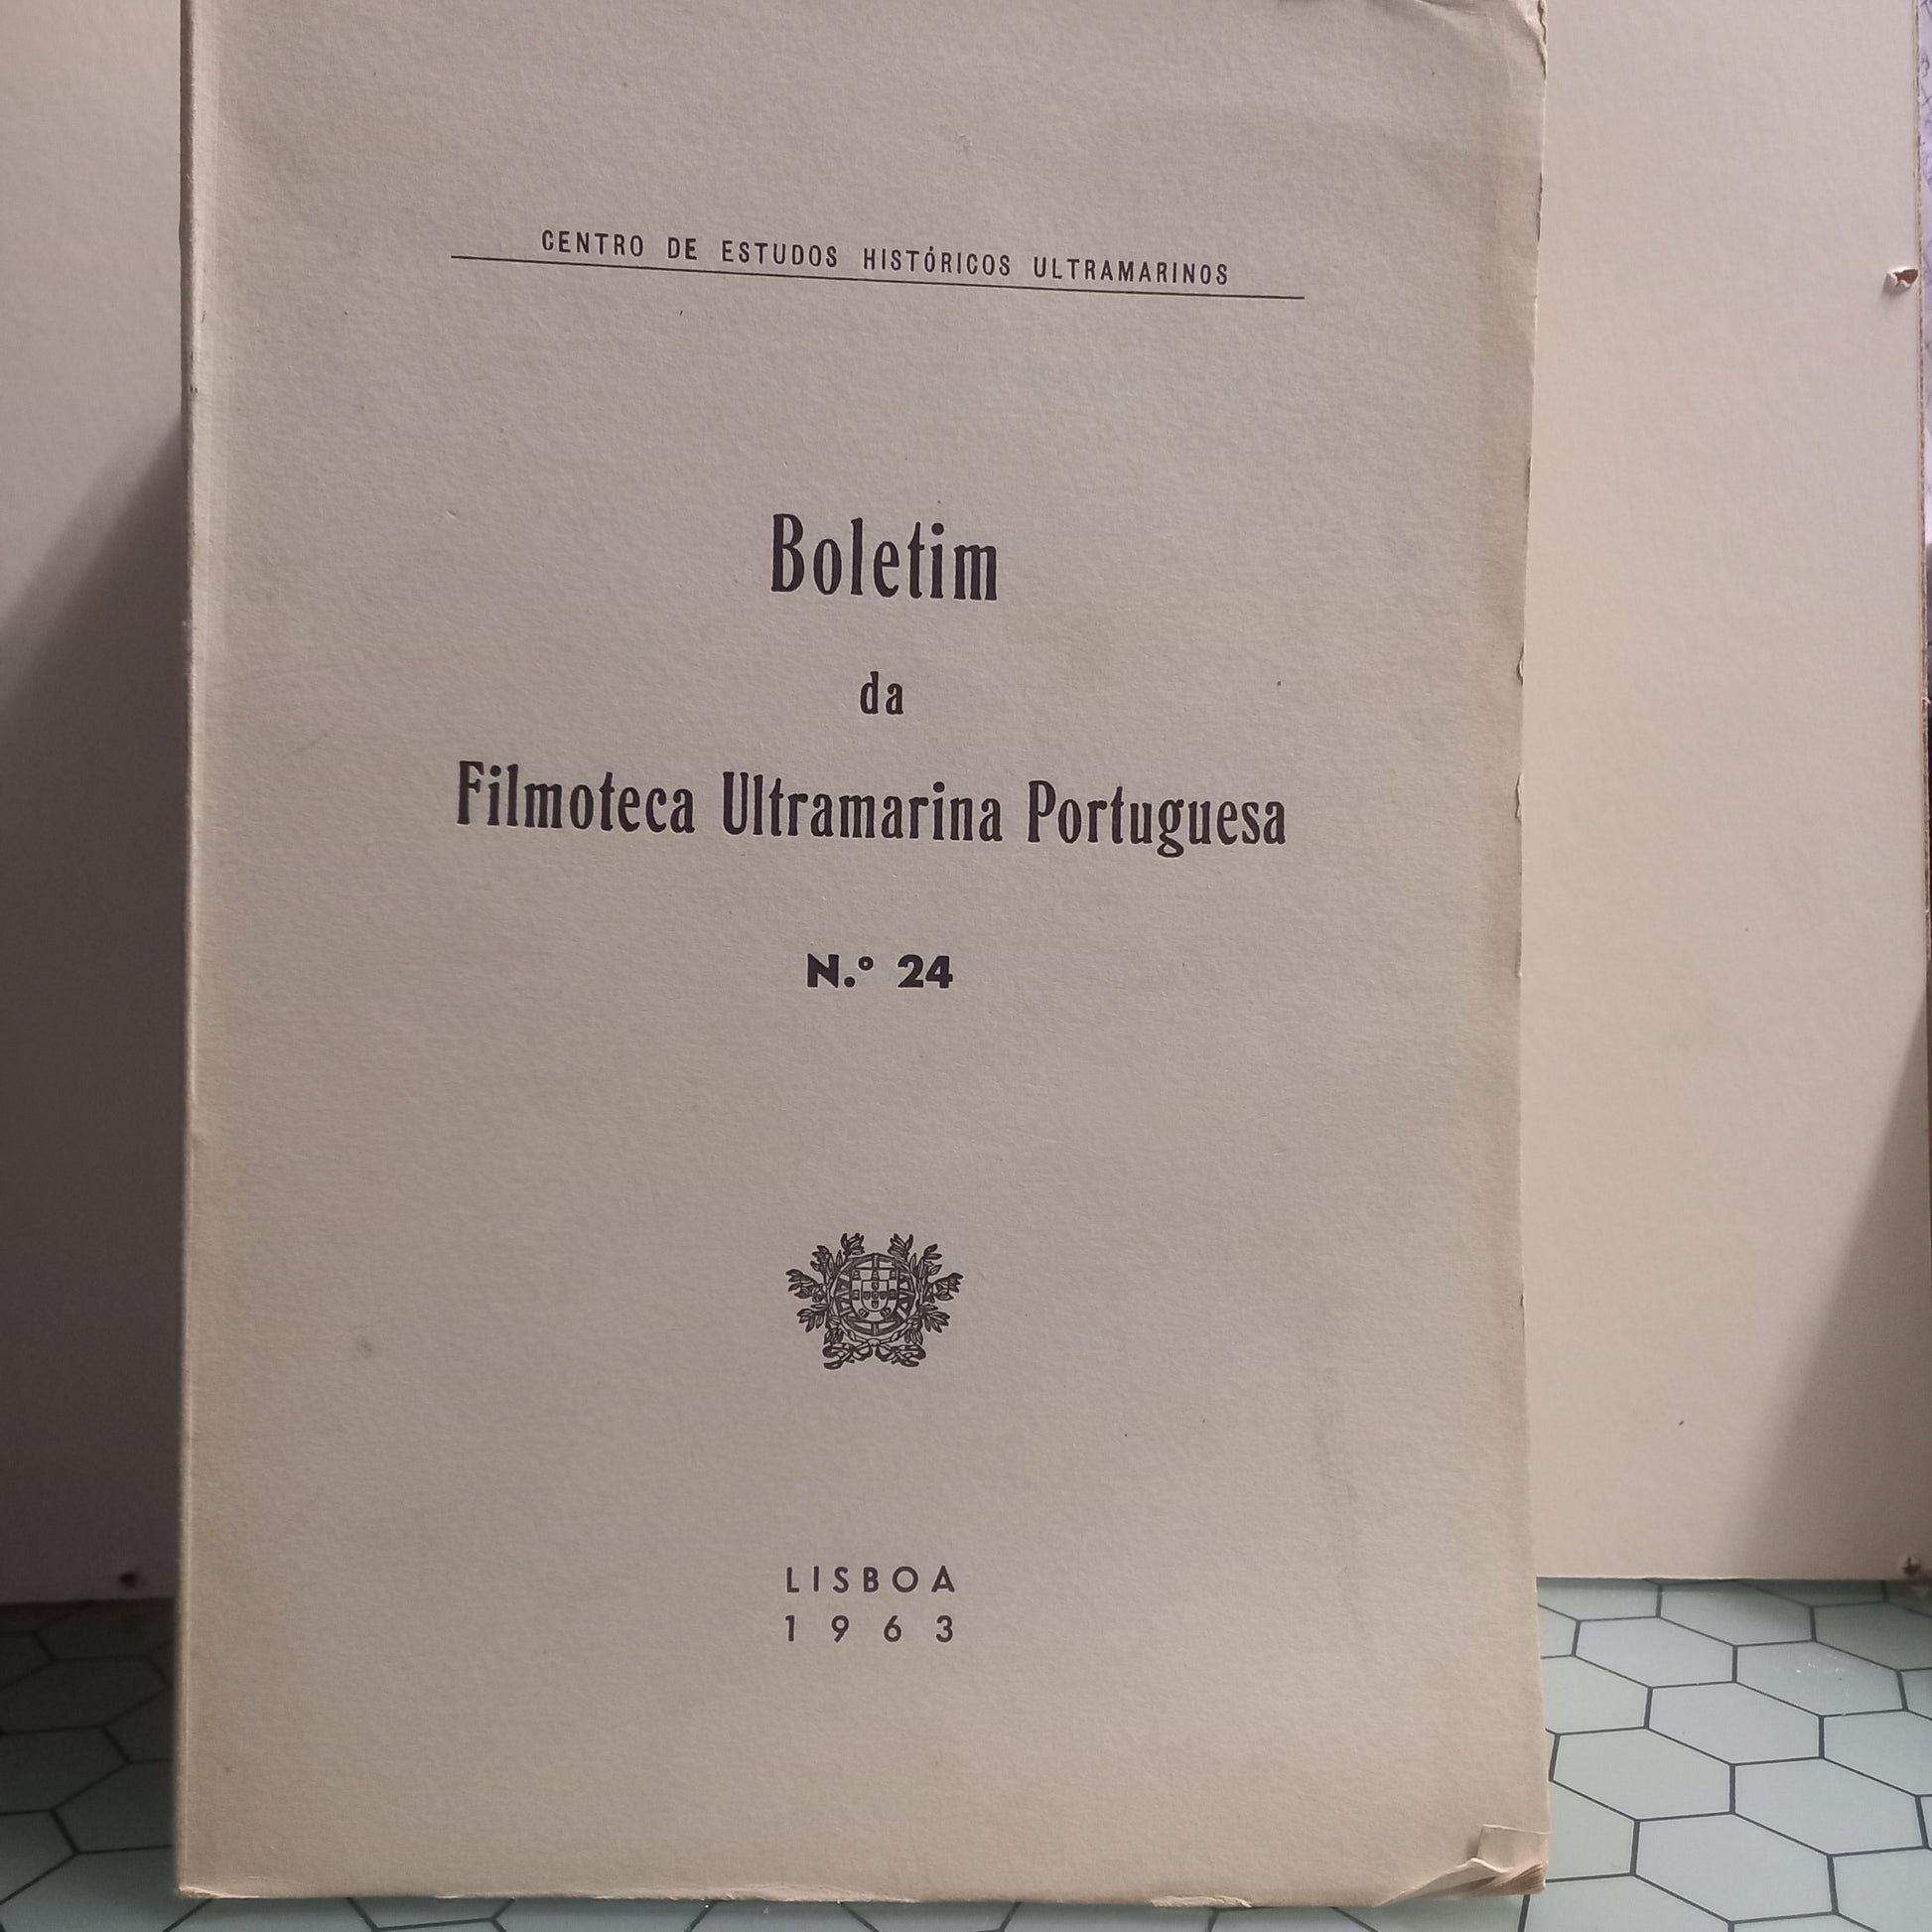 CENTRO DE ESTUDOS HISTÓRICOS ULTRAMARINOS
Boletim
da
Filmoteca Ultramarina Portuguesa
N.º 24
LISBOA
1963